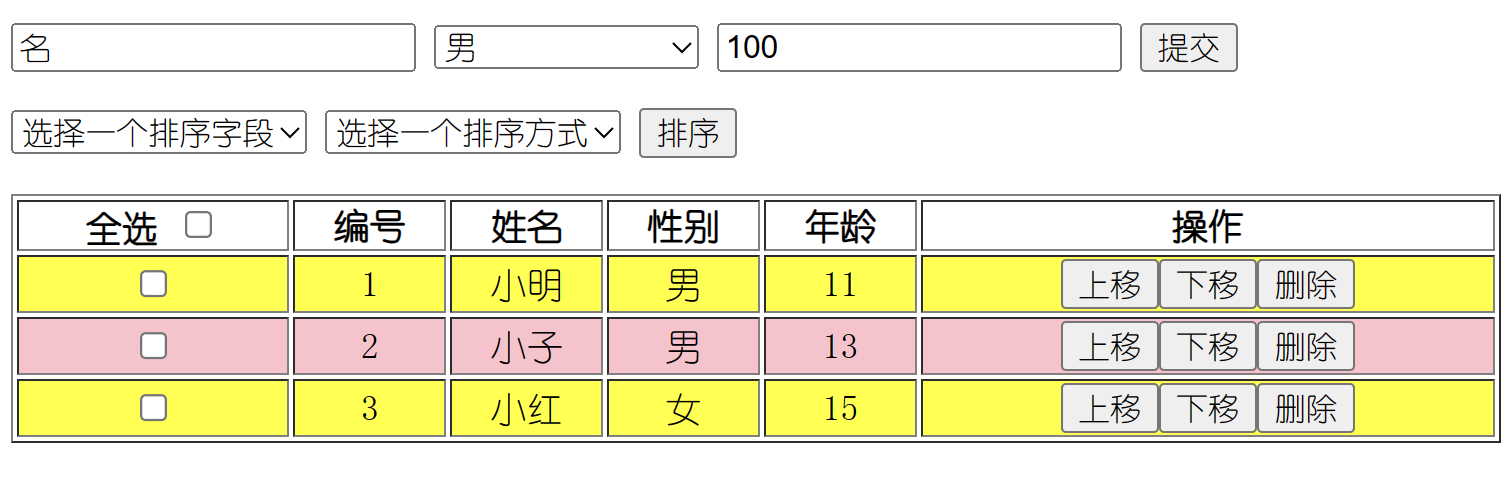 名 男 100 提交
选择一个排序字段 选择一个排序方式 排序
全选 编号 姓名 性别 年龄 操作
1 小明 男 11 上移 下移 删除
2 小子 男 13 上移 下移 删除
3 小红 女 15 上移 下移 删除